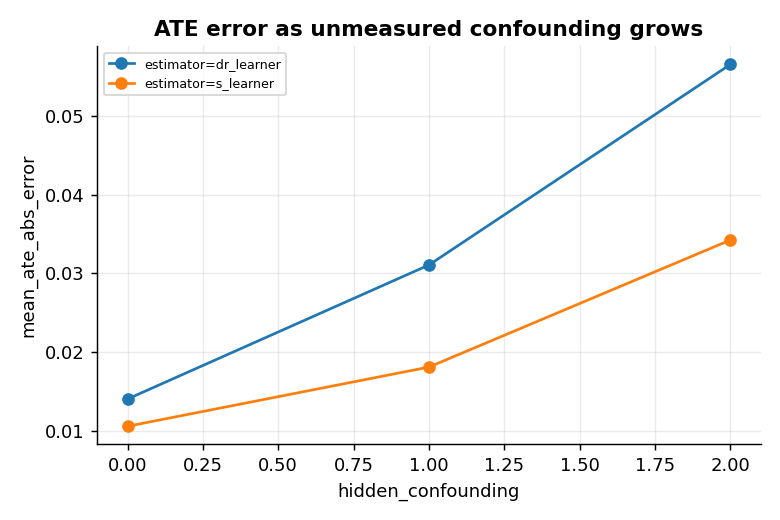 ATE error as unmeasured confounding grows
estimator=dr_learner
estimator=s_learner
mean_ate_abs_error
0.05
0.04
0.03
0.02
0.01
0.00 0.25 0.50 0.75 1.00 1.25 1.50 1.75 2.00
hidden_confounding